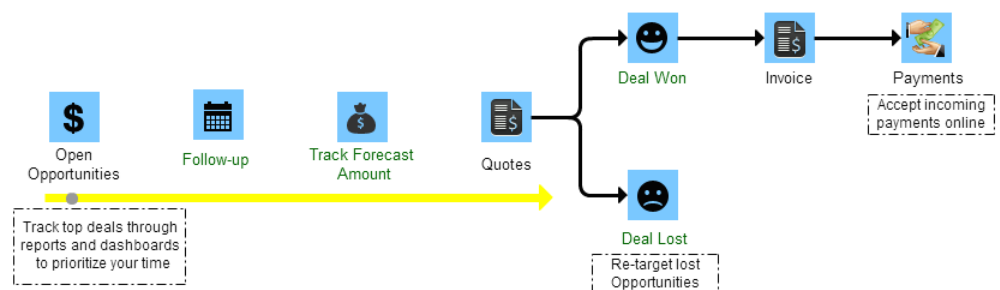 Open
Opportunities
Follow-up
Track Forecast
Amount
Quotes
Deal Won
Invoice
Payments
Accept incoming
payments online
Track top deals through
reports and dashboards
to prioritize your time
Deal Lost
Re-target lost
Opportunities